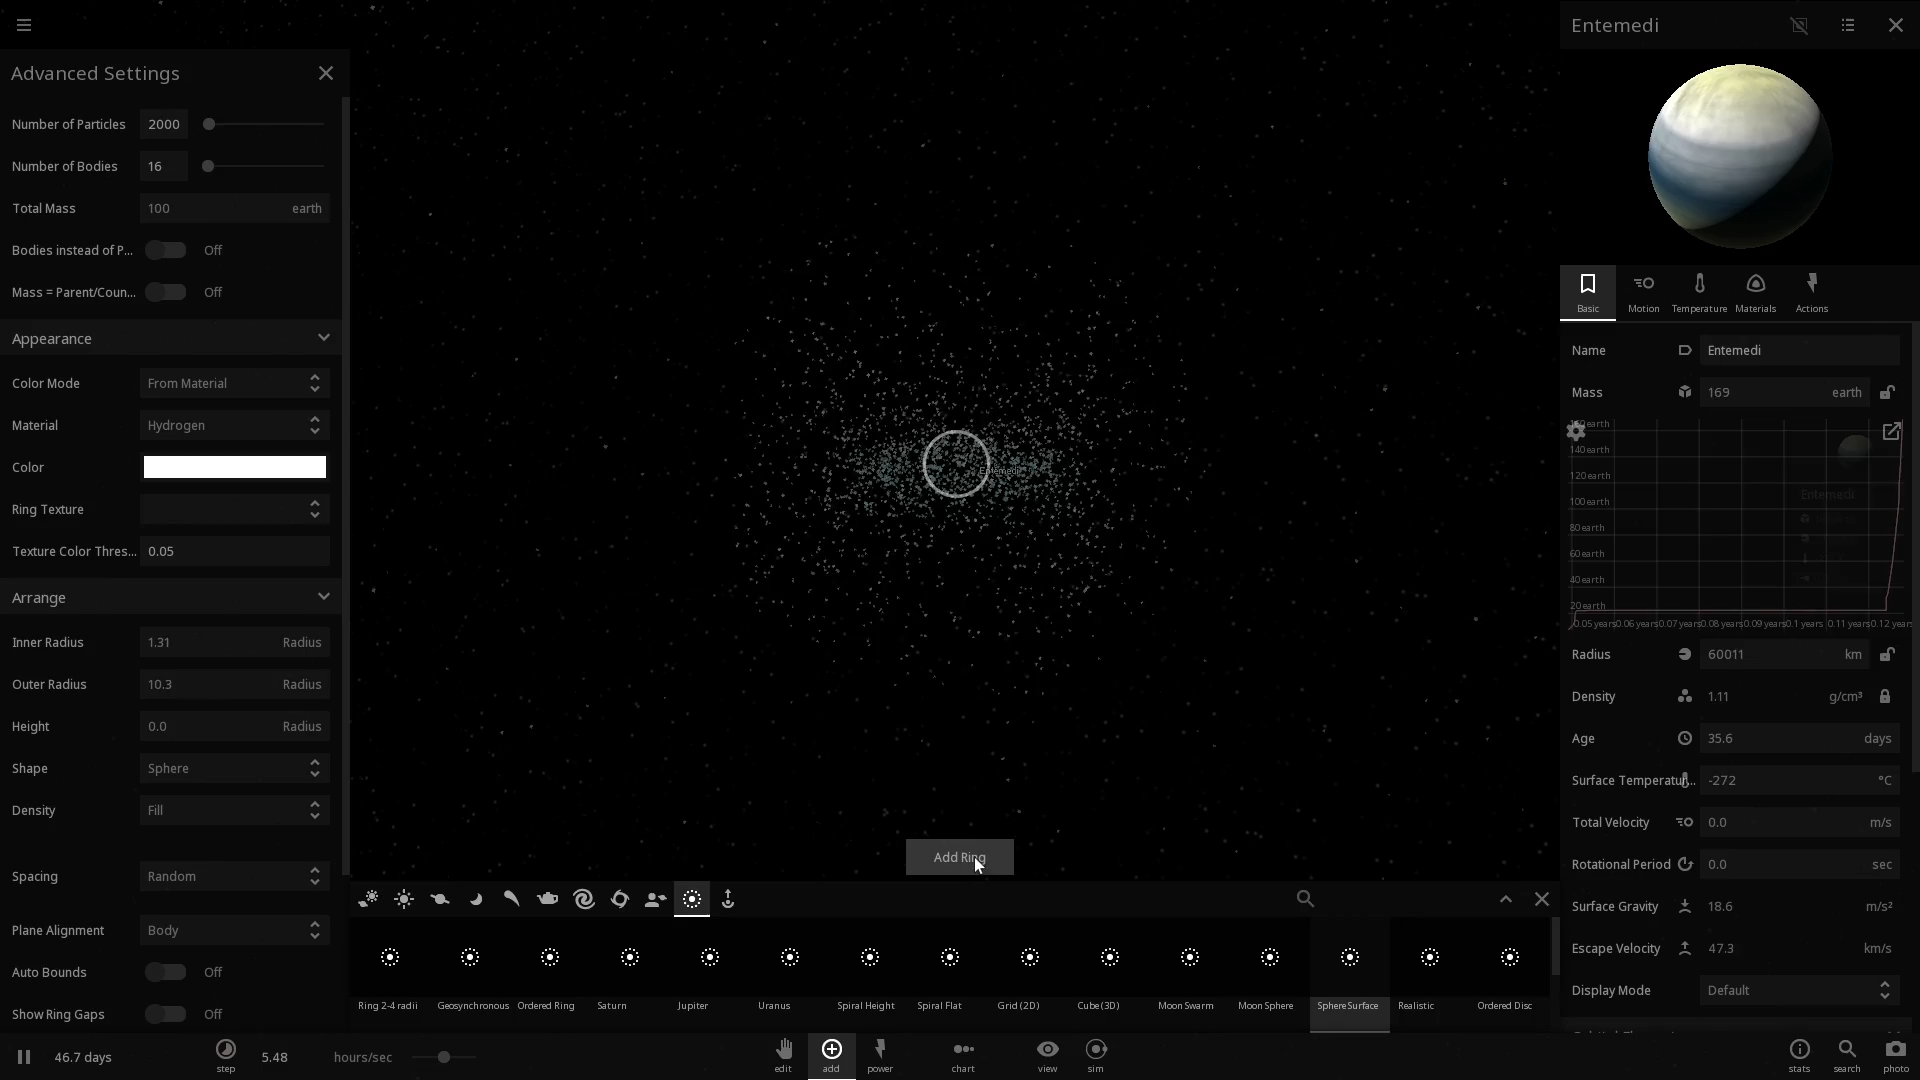 Advanced Settings
Number of Particles 2000
Number of Bodies 16
Total Mass 100 earth
Bodies instead of P... Off
Mass = Parent/Coun... Off
Appearance
Color Mode From Material
Material Hydrogen
Color
Ring Texture
Texture Color Thres... 0.05
Arrange
Inner Radius 1.31 Radius
Outer Radius 10.3 Radius
Height 0.0 Radius
Shape Sphere
Density Fill
Spacing Random
Plane Alignment Body
Auto Bounds Off
Show Ring Gaps Off
Entemedi
Add Ring
Ring 2-4 radii Geosynchronous Ordered Ring Saturn Jupiter Uranus Spiral Height Spiral Flat Grid (2D) Cube (3D) Moon Swarm Moon Sphere Sphere Surface Realistic Ordered Disc
Entemedi
Basic Motion Temperature Materials Actions
Name Entemedi
Mass 169 earth
140 earth
120 earth
100 earth
Entemedi
80 earth
60 earth
40 earth
20 earth
0.05 years 0.06 years 0.07 years 0.08 years 0.09 years 0.1 years 0.11 years 0.12 years
Radius 60011 km
Density 1.11 g/cm³
Age 35.6 days
Surface Temperatur... -272 °C
Total Velocity 0.0 m/s
Rotational Period 0.0 sec
Surface Gravity 18.6 m/s²
Escape Velocity 47.3 km/s
Display Mode Default
46.7 days step 5.48 hours/sec edit add power chart view sim stats search photo